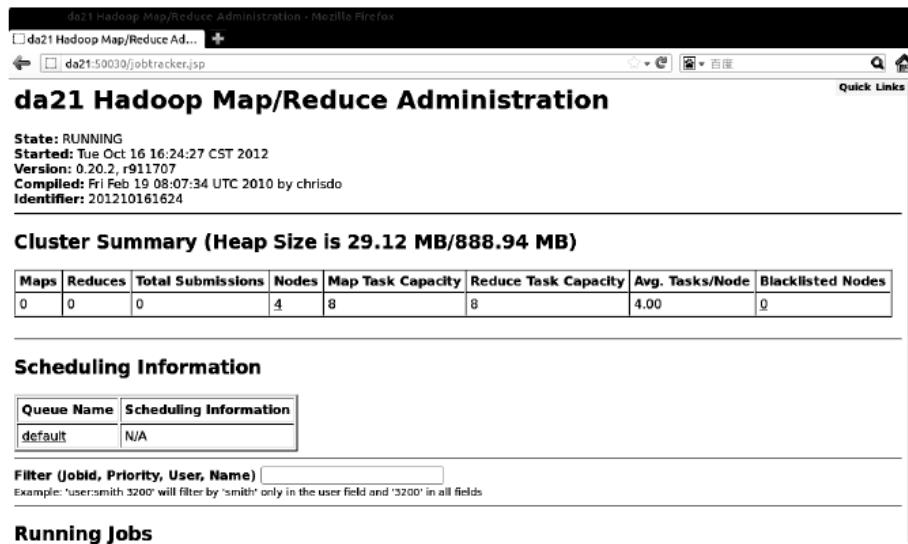 da21 Hadoop Map/Reduce Administration - Mozilla Firefox
da21 Hadoop Map/Reduce Ad...
da21:50030/jobtracker.jsp
百度
Quick Links
da21 Hadoop Map/Reduce Administration
State: RUNNING
Started: Tue Oct 16 16:24:27 CST 2012
Version: 0.20.2, r911707
Compiled: Fri Feb 19 08:07:34 UTC 2010 by chrisdo
Identifier: 201210161624
Cluster Summary (Heap Size is 29.12 MB/888.94 MB)
Maps Reduces Total Submissions Nodes Map Task Capacity Reduce Task Capacity Avg. Tasks/Node Blacklisted Nodes
0 0 0 4 8 8 4.00 0
Scheduling Information
Queue Name Scheduling Information
default N/A
Filter (Jobid, Priority, User, Name)
Example: 'user:smith 3200' will filter by 'smith' only in the user field and '3200' in all fields
Running Jobs